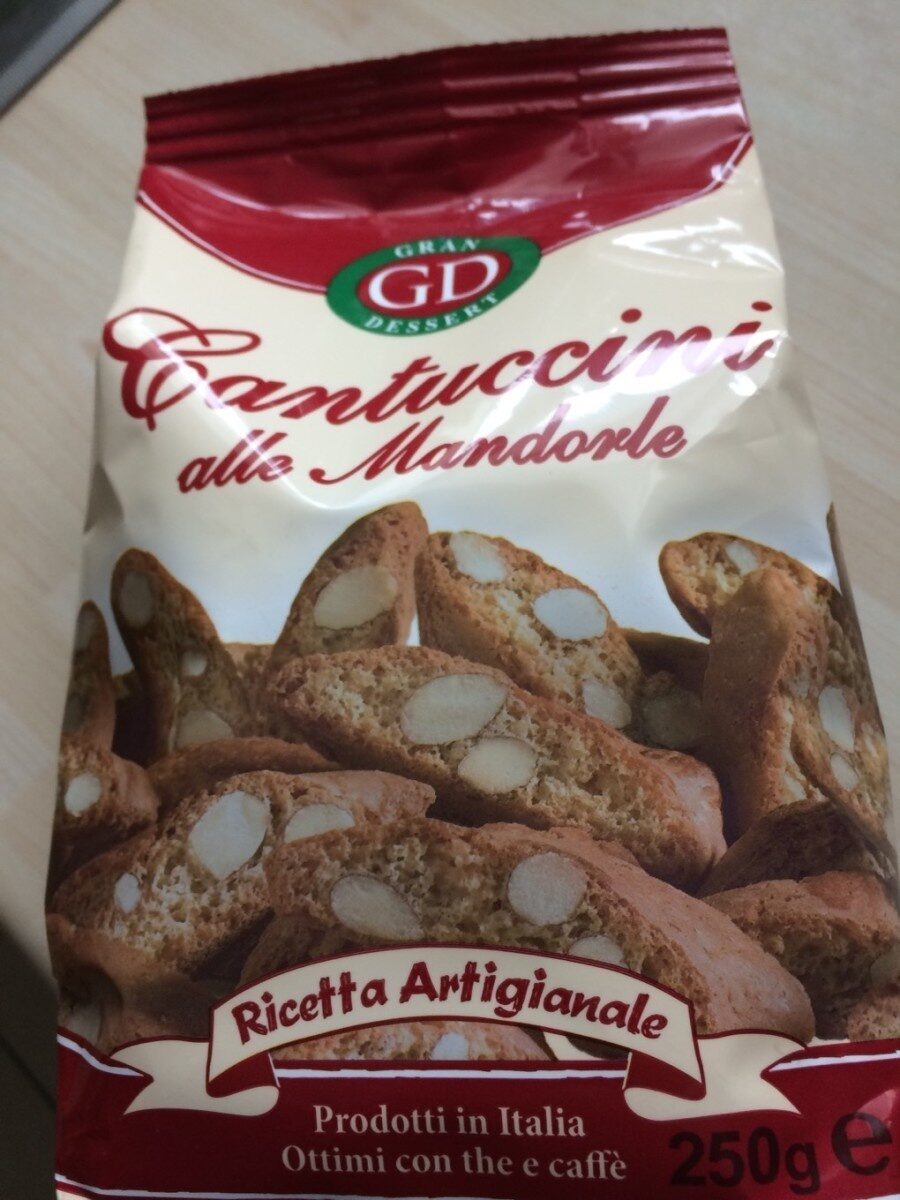 GRAN
GD
DESSERT
Cantuccini
alle Mandorle
Ricetta Artigianale
Prodotti in Italia
Ottimi con the e caffè
250g e